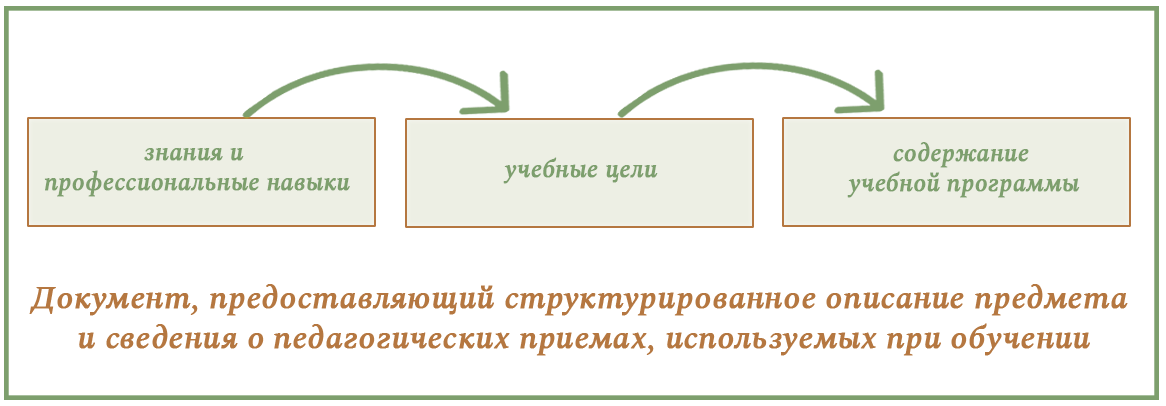 знания и
профессиональные навыки
учебные цели
содержание
учебной программы
Документ, предоставляющий структурированное описание предмета
и сведения о педагогических приемах, используемых при обучении